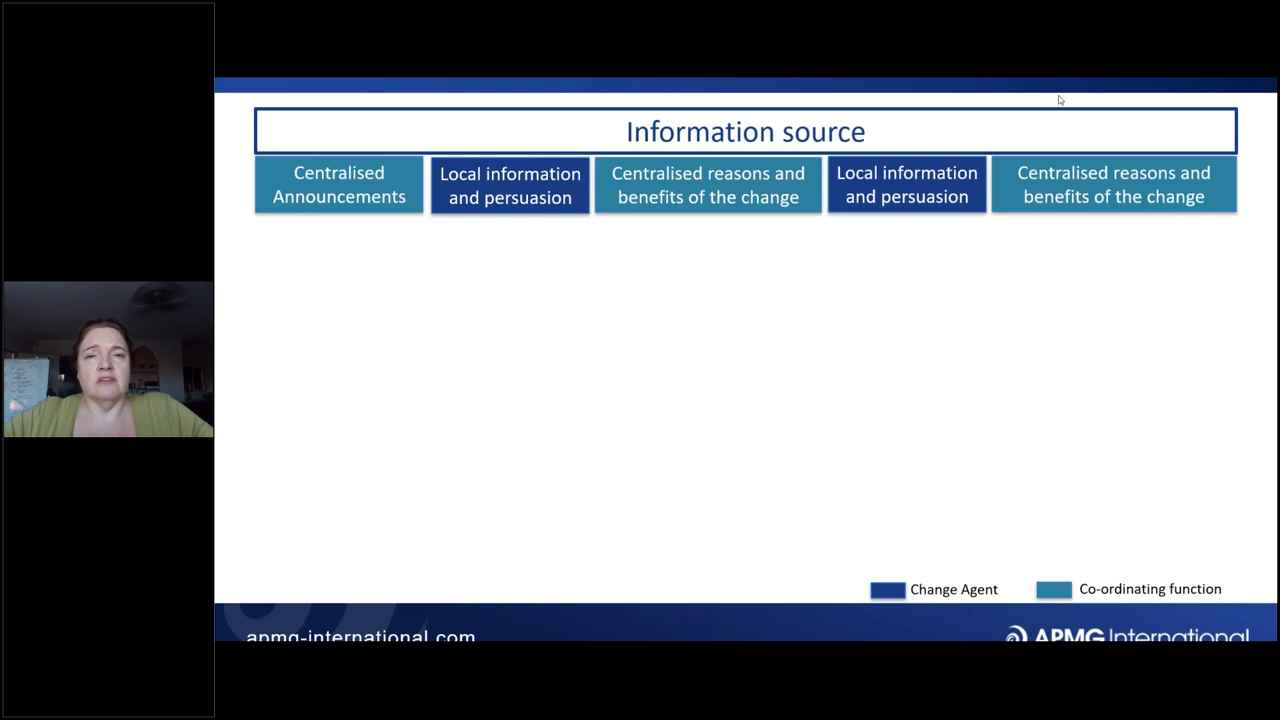 Information source
Centralised
Announcements
Local information
and persuasion
Centralised reasons and
benefits of the change
Local information
and persuasion
Centralised reasons and
benefits of the change
Change Agent
Co-ordinating function
apmg-international.com
APMG International